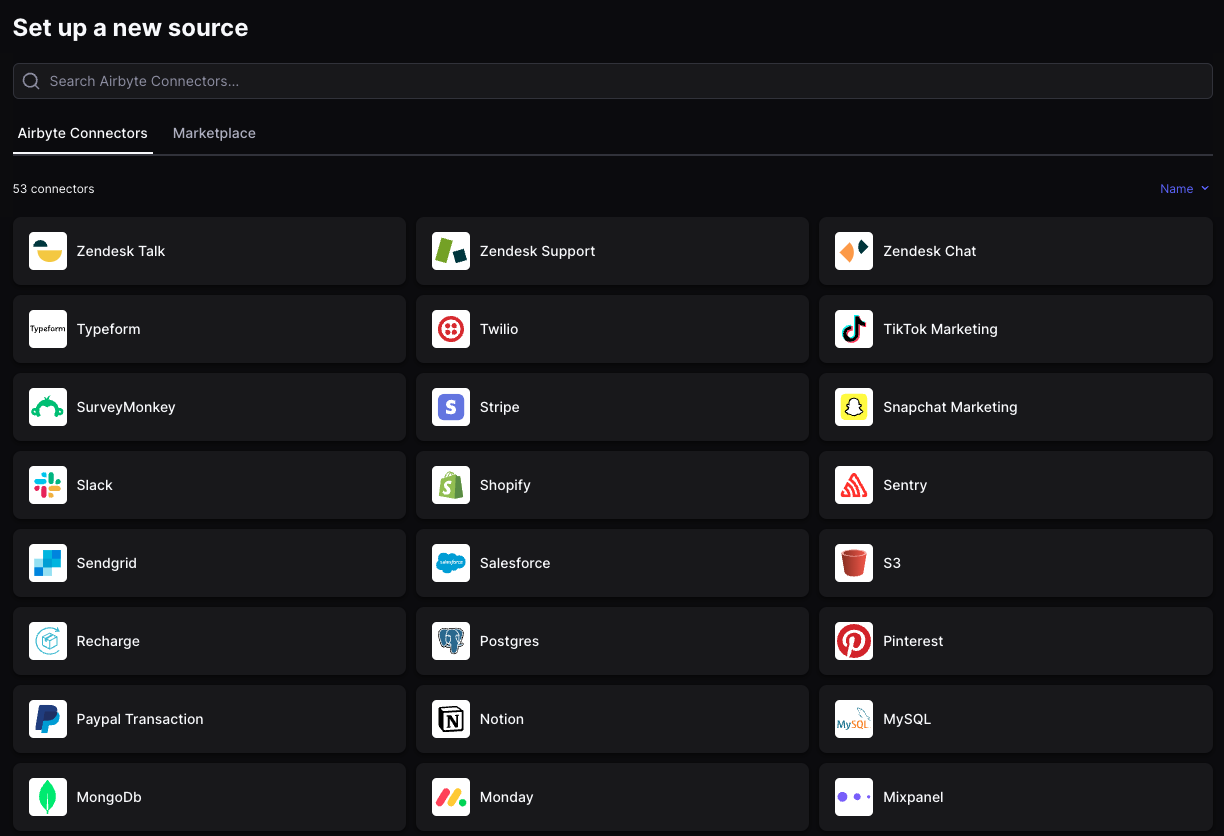 Set up a new source
Search Airbyte Connectors...
Airbyte Connectors Marketplace
53 connectors Name
Zendesk Talk Zendesk Support Zendesk Chat
Typeform Typeform Twilio TikTok Marketing
SurveyMonkey S Stripe Snapchat Marketing
Slack S Shopify Sentry
Sendgrid salesforce Salesforce S3
Recharge Postgres Pinterest
Paypal Transaction N Notion MySQL MySQL
MongoDb Monday Mixpanel